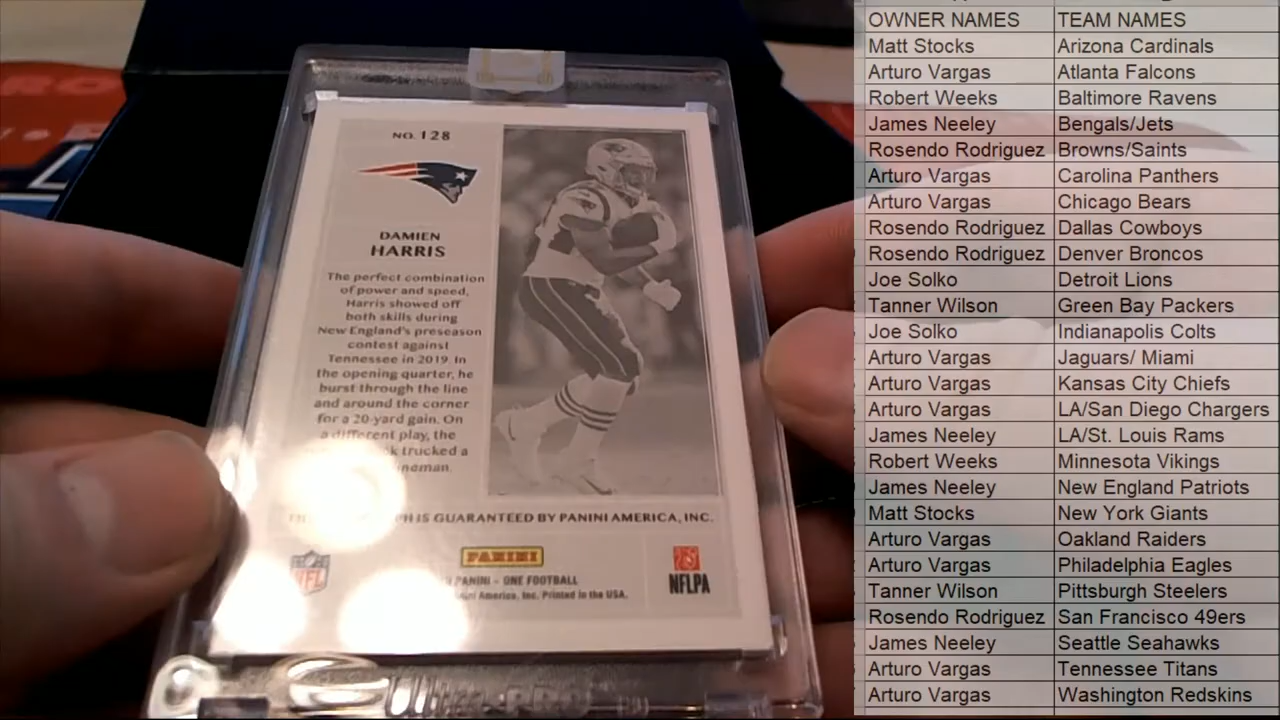 NO. 128
DAMIEN
HARRIS
The perfect combination
of power and speed,
Harris showed off
both skills during
New England's preseason
contest against
Tennessee in 2019. In
the opening quarter, he
burst through the line
and around the corner
for a 20-yard gain. On
a different play, the
trucked a
IS GUARANTEED BY PANINI AMERICA, INC.
NFL
PANINI
NFLPA
PANINI - ONE FOOTBALL
America, Inc. Printed in the USA.
OWNER NAMES TEAM NAMES
Matt Stocks Arizona Cardinals
Arturo Vargas Atlanta Falcons
Robert Weeks Baltimore Ravens
James Neeley Bengals/Jets
Rosendo Rodriguez Browns/Saints
Arturo Vargas Carolina Panthers
Arturo Vargas Chicago Bears
Rosendo Rodriguez Dallas Cowboys
Rosendo Rodriguez Denver Broncos
Joe Solko Detroit Lions
Tanner Wilson Green Bay Packers
Joe Solko Indianapolis Colts
Arturo Vargas Jaguars/ Miami
Arturo Vargas Kansas City Chiefs
Arturo Vargas LA/San Diego Chargers
James Neeley LA/St. Louis Rams
Robert Weeks Minnesota Vikings
James Neeley New England Patriots
Matt Stocks New York Giants
Arturo Vargas Oakland Raiders
Arturo Vargas Philadelphia Eagles
Tanner Wilson Pittsburgh Steelers
Rosendo Rodriguez San Francisco 49ers
James Neeley Seattle Seahawks
Arturo Vargas Tennessee Titans
Arturo Vargas Washington Redskins